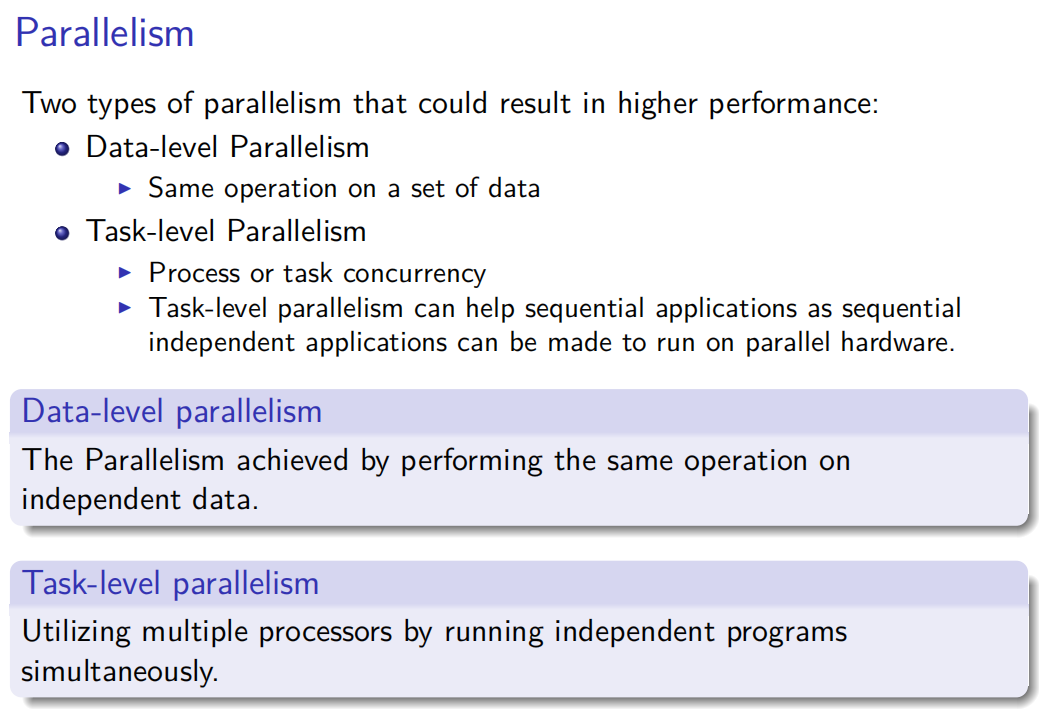 Parallelism
Two types of parallelism that could result in higher performance:
Data-level Parallelism
Same operation on a set of data
Task-level Parallelism
Process or task concurrency
Task-level parallelism can help sequential applications as sequential
independent applications can be made to run on parallel hardware.
Data-level parallelism
The Parallelism achieved by performing the same operation on
independent data.
Task-level parallelism
Utilizing multiple processors by running independent programs
simultaneously.